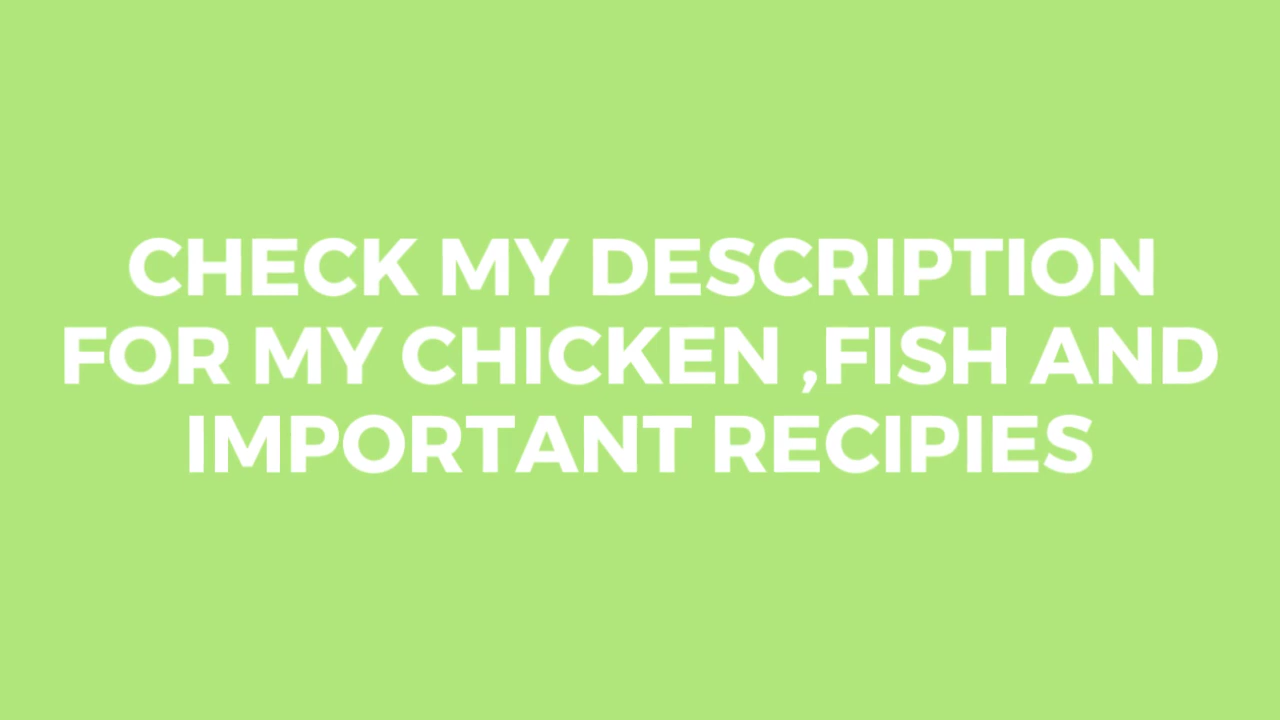 CHECK MY DESCRIPTION
FOR MY CHICKEN ,FISH AND
IMPORTANT RECIPIES